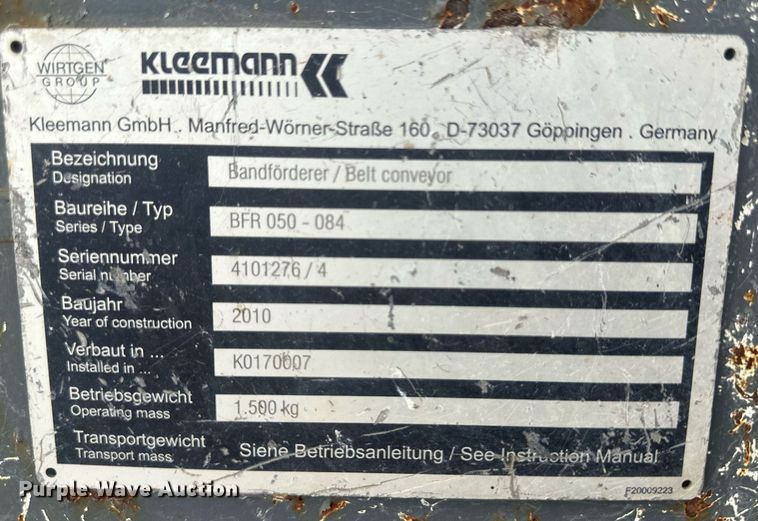 WIRTGEN GROUP
Kleemann
Kleemann GmbH . Manfred-Wörner-Straße 160. D-73037 Göppingen . Germany
Bezeichnung
Designation
Bandförderer / Belt conveyor
Baureihe / Typ
Series / Type
BFR 050 - 084
Seriennummer
Serial number
4101276 / 4
Baujahr
Year of construction
2010
Verbaut in ...
Installed in ...
K0170007
Betriebsgewicht
Operating mass
1.500 kg
Transportgewicht
Transport mass
Siene Betriebsanleitung / See Instruction Manual
F20009223
Purple Wave Auction